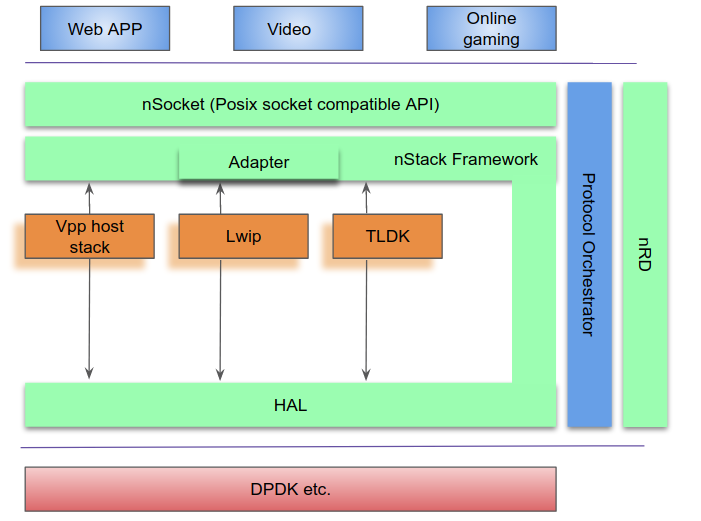 Web APP
Video
Online
gaming
nSocket (Posix socket compatible API)
Adapter
nStack Framework
Vpp host
stack
Lwip
TLDK
Protocol Orchestrator
nRD
HAL
DPDK etc.